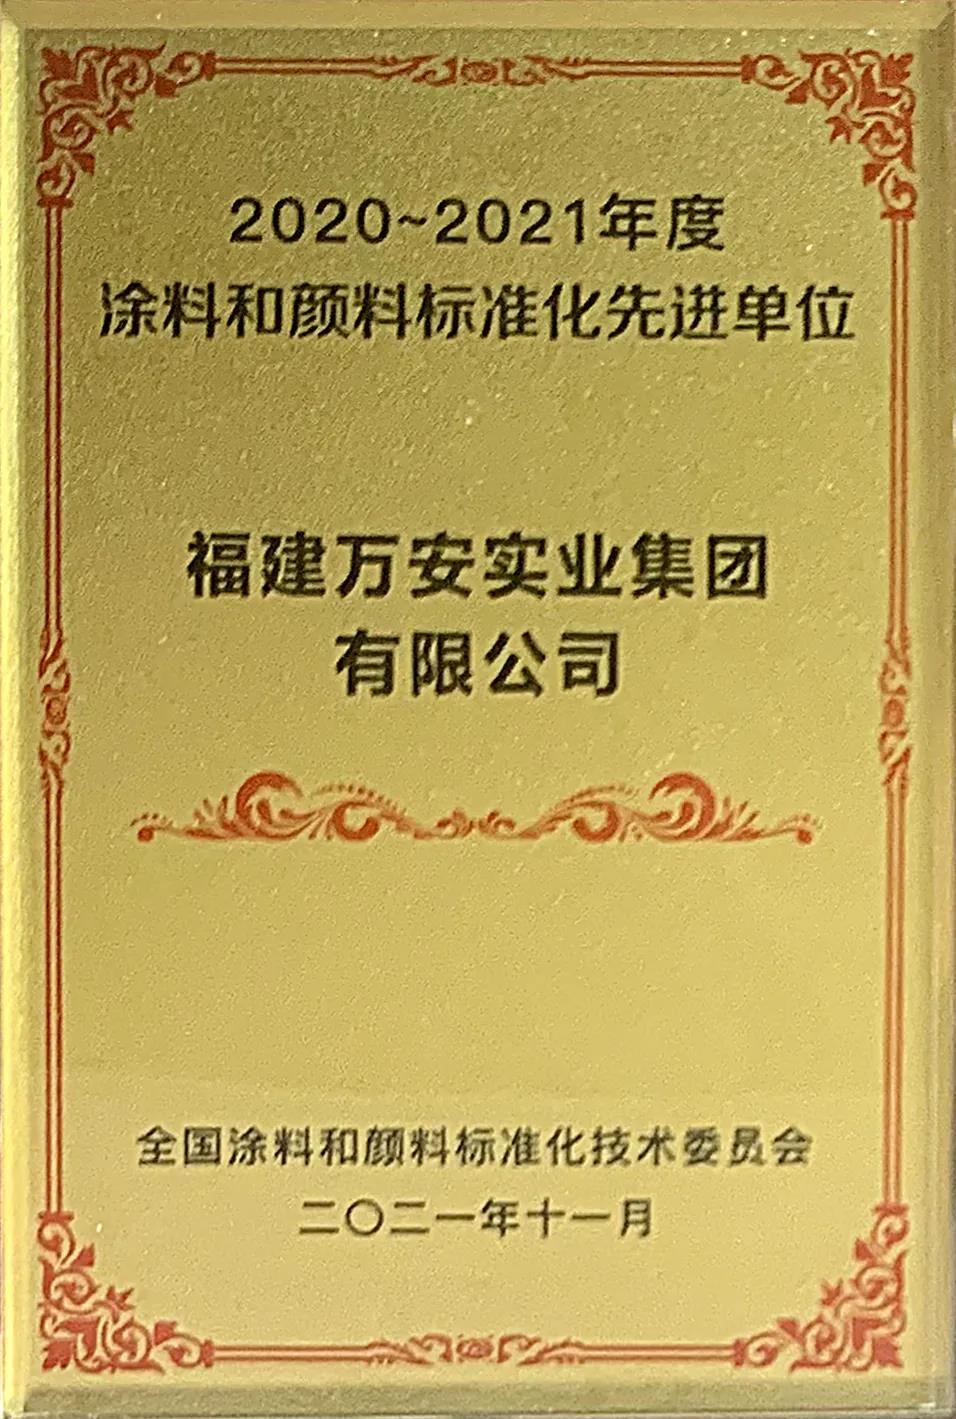 2020~2021年度
涂料和颜料标准化先进单位
福建万安实业集团
有限公司
全国涂料和颜料标准化技术委员会
二〇二一年十一月